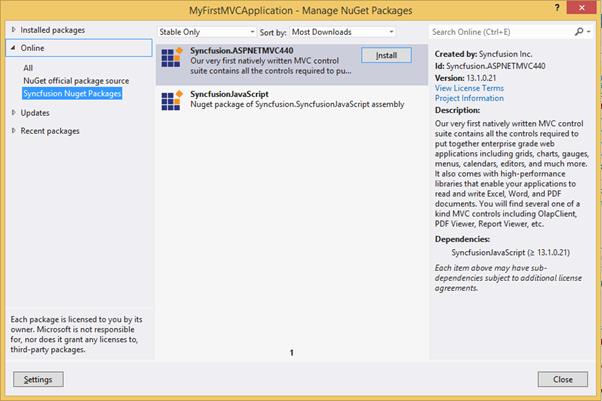 MyFirstMVCApplication - Manage NuGet Packages
?
Installed packages
Online
All
NuGet official package source
Syncfusion Nuget Packages
Updates
Recent packages
Each package is licensed to you by its
owner. Microsoft is not responsible
for, nor does it grant any licenses to,
third-party packages.
Settings
Stable Only
Sort by: Most Downloads
Syncfusion.ASPNETMVC440
Our very first natively written MVC control
suite contains all the controls required to pu...
Install
SyncfusionJavaScript
Nuget package of Syncfusion.SyncfusionJavaScript assembly
1
Search Online (Ctrl+E)
Created by: Syncfusion Inc.
Id: Syncfusion.ASPNETMVC440
Version: 13.1.0.21
View License Terms
Project Information
Description:
Our very first natively written MVC control
suite contains all the controls required to
put together enterprise grade web
applications including grids, charts, gauges,
menus, calendars, editors, and much more.
It also comes with high-performance
libraries that enable your applications to
read and write Excel, Word, and PDF
documents. You will find several one of a
kind MVC controls including OlapClient,
PDF Viewer, Report Viewer, etc.
Dependencies:
SyncfusionJavaScript (≥ 13.1.0.21)
Each item above may have sub-
dependencies subject to additional license
agreements.
Close